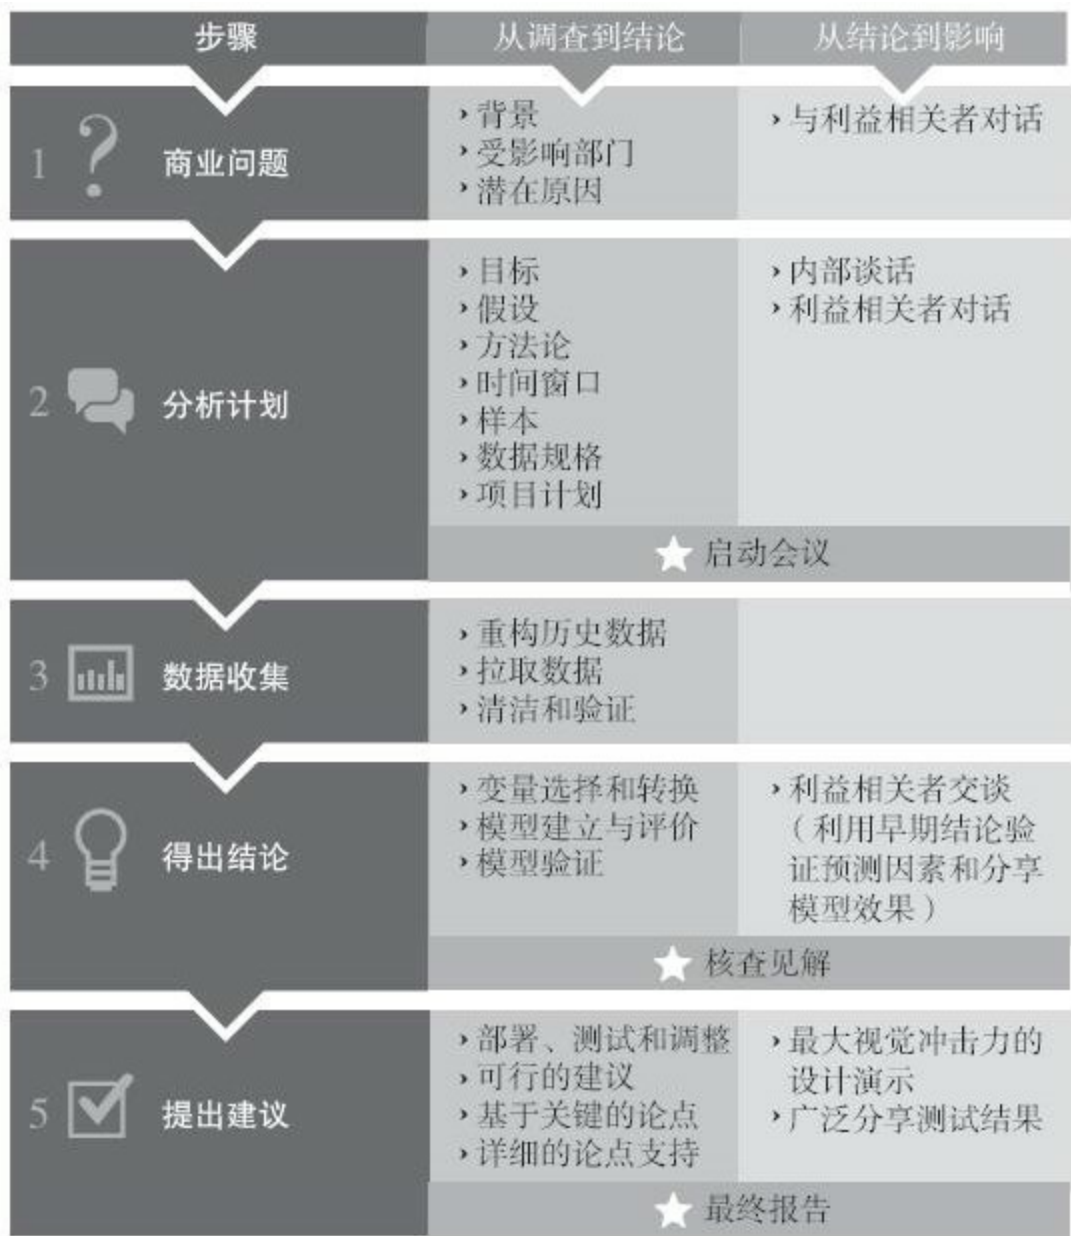 步骤
从调查到结论
从结论到影响
1
商业问题
›背景
›受影响部门
›潜在原因
›与利益相关者对话
2
分析计划
›目标
›假设
›方法论
›时间窗口
›样本
›数据规格
›项目计划
›内部谈话
›利益相关者对话
启动会议
3
数据收集
›重构历史数据
›拉取数据
›清洁和验证
4
得出结论
›变量选择和转换
›模型建立与评价
›模型验证
›利益相关者交谈
（利用早期结论验
证预测因素和分享
模型效果）
核查见解
5
提出建议
›部署、测试和调整
›可行的建议
›基于关键的论点
›详细的论点支持
›最大视觉冲击力的
设计演示
›广泛分享测试结果
最终报告